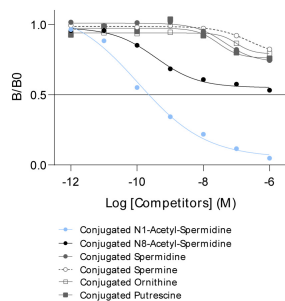 1.0
B/B0
0.5
0.0
-12 -10 -8 -6
Log [Competitors] (M)
Conjugated N1-Acetyl-Spermidine
Conjugated N8-Acetyl-Spermidine
Conjugated Spermidine
Conjugated Spermine
Conjugated Ornithine
Conjugated Putrescine